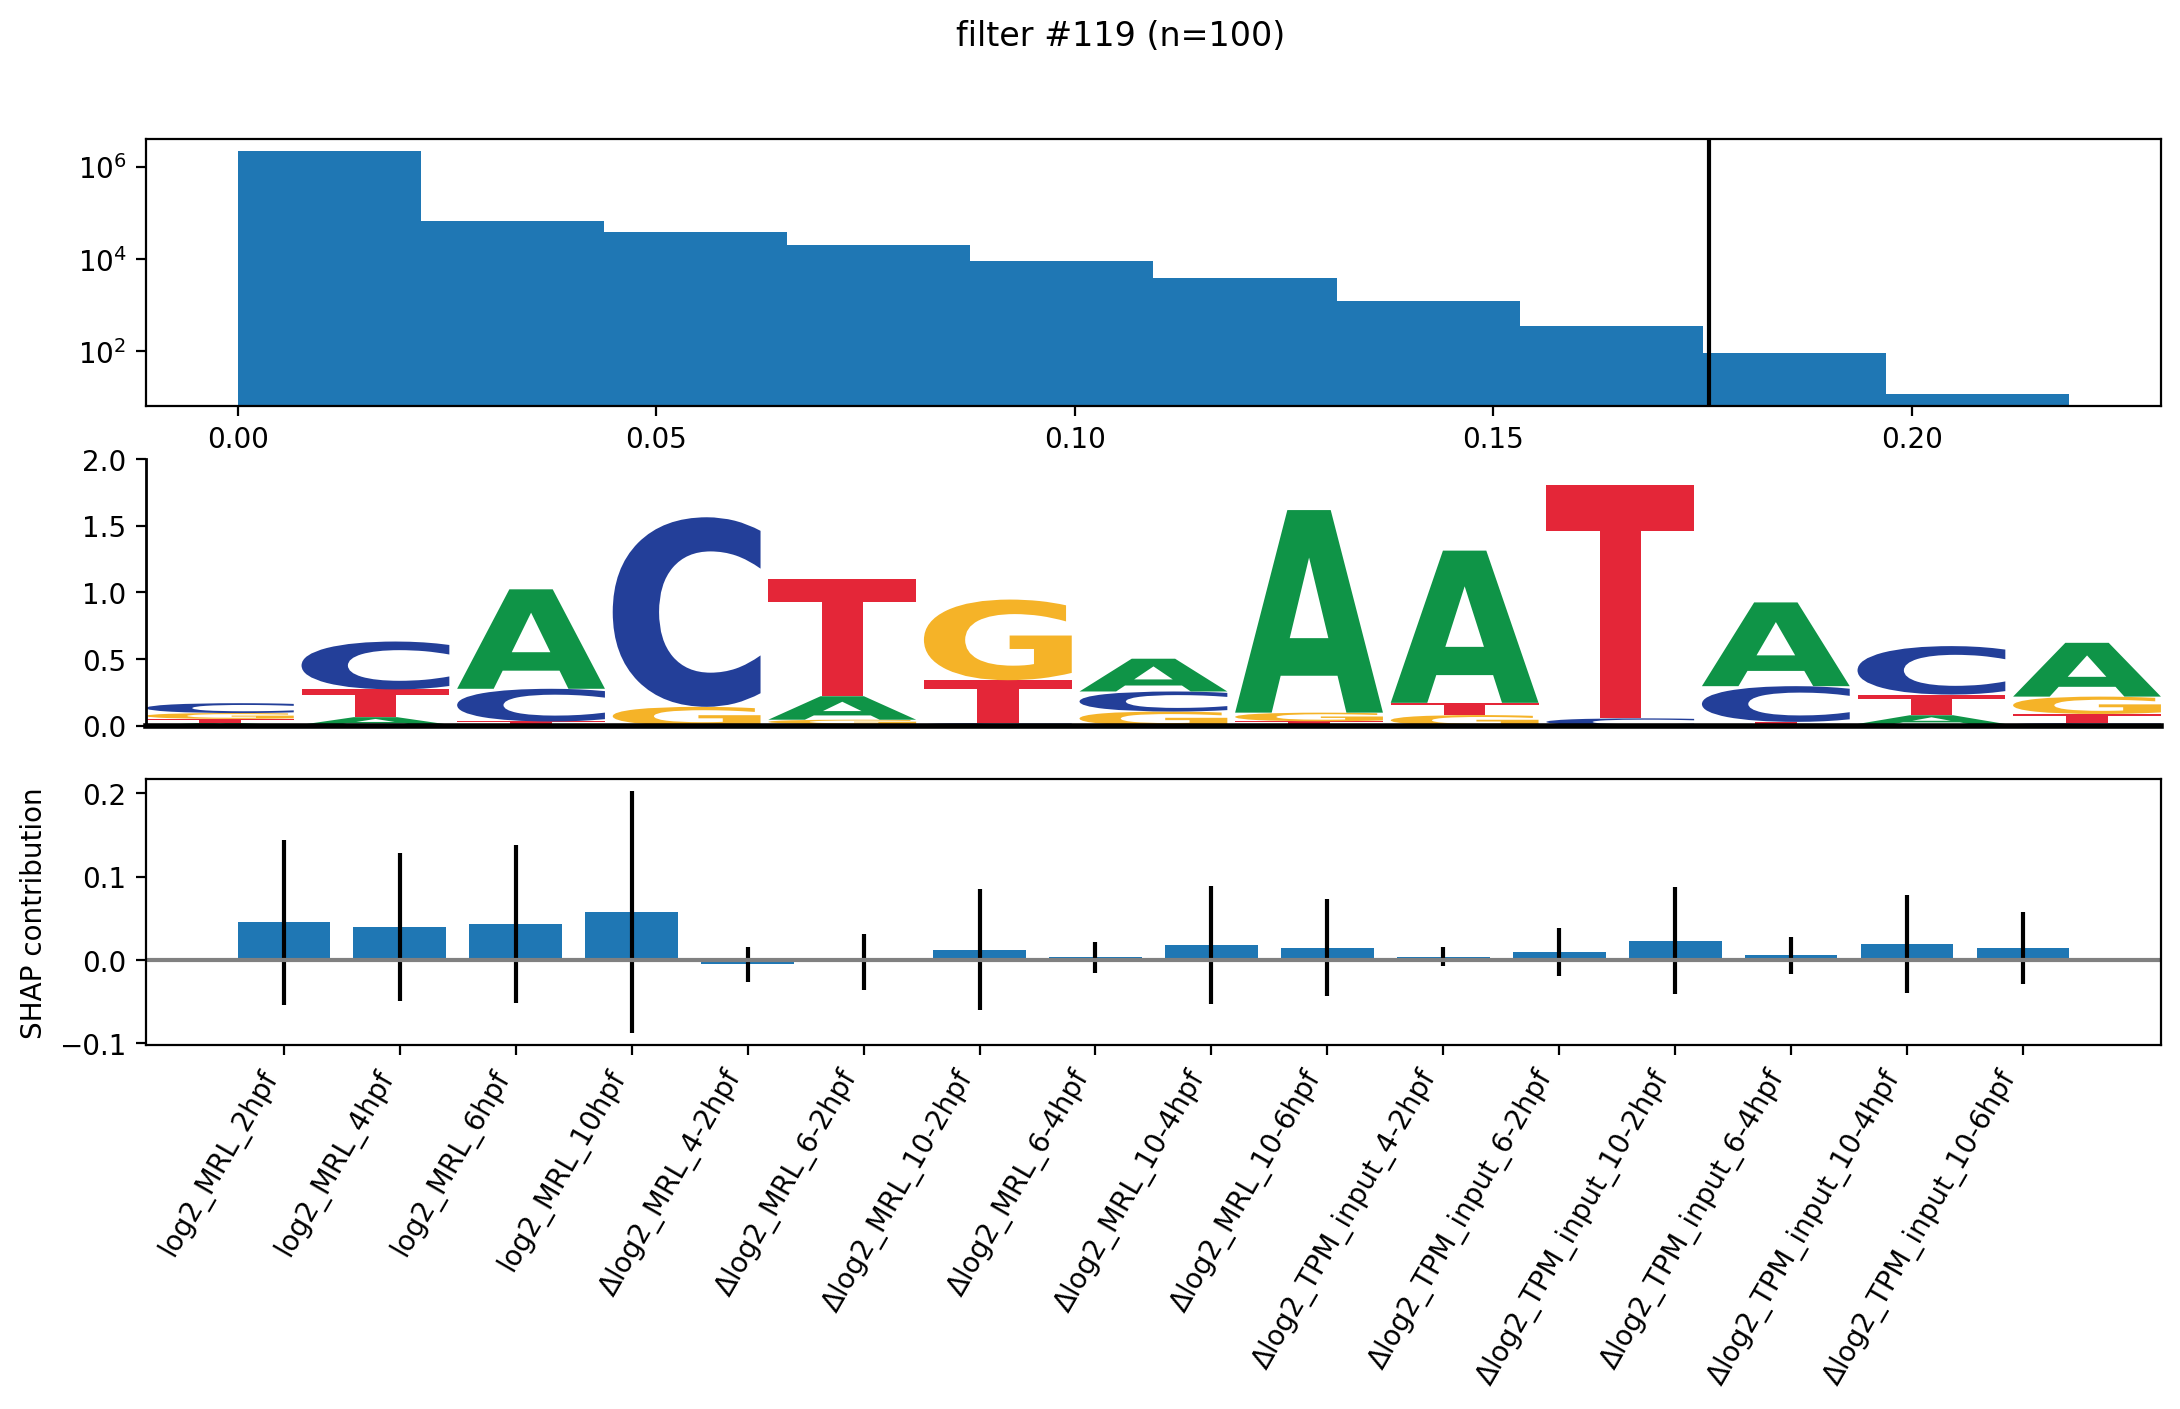 filter #119 (n=100)
10^6
10^4
10^2
0.00 0.05 0.10 0.15 0.20
2.0
1.5
1.0
0.5
0.0
SHAP contribution
0.2
0.1
0.0
−0.1
log2_MRL_2hpf
log2_MRL_4hpf
log2_MRL_6hpf
log2_MRL_10hpf
Δlog2_MRL_4-2hpf
Δlog2_MRL_6-2hpf
Δlog2_MRL_10-2hpf
Δlog2_MRL_6-4hpf
Δlog2_MRL_10-4hpf
Δlog2_MRL_10-6hpf
Δlog2_TPM_input_4-2hpf
Δlog2_TPM_input_6-2hpf
Δlog2_TPM_input_10-2hpf
Δlog2_TPM_input_6-4hpf
Δlog2_TPM_input_10-4hpf
Δlog2_TPM_input_10-6hpf